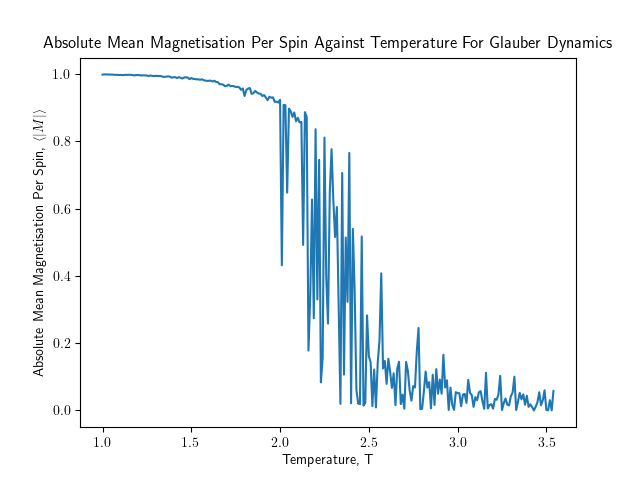 Absolute Mean Magnetisation Per Spin Against Temperature For Glauber Dynamics
Absolute Mean Magnetisation Per Spin, ⟨|M|⟩
1.0
0.8
0.6
0.4
0.2
0.0
1.0 1.5 2.0 2.5 3.0 3.5
Temperature, T